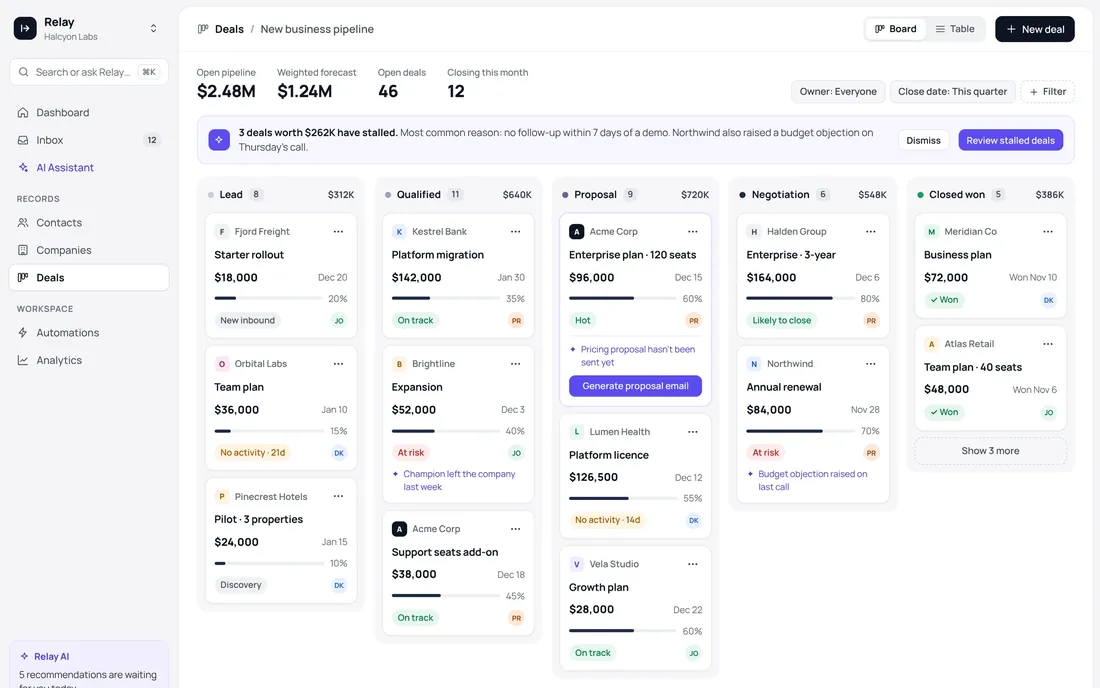 Relay
Halcyon Labs
Search or ask Relay... ⌘K
Dashboard
Inbox 12
AI Assistant
RECORDS
Contacts
Companies
Deals
WORKSPACE
Automations
Analytics
Relay AI
5 recommendations are waiting
for you today
Deals / New business pipeline
Board
Table
+ New deal
Open pipeline
$2.48M
Weighted forecast
$1.24M
Open deals
46
Closing this month
12
Owner: Everyone
Close date: This quarter
+ Filter
3 deals worth $262K have stalled. Most common reason: no follow-up within 7 days of a demo. Northwind also raised a budget objection on
Thursday's call.
Dismiss
Review stalled deals
Lead 8 $312K
F Fjord Freight ···
Starter rollout
$18,000 Dec 20
20%
New inbound JO
O Orbital Labs ···
Team plan
$36,000 Jan 10
15%
No activity · 21d DK
P Pinecrest Hotels ···
Pilot · 3 properties
$24,000 Jan 15
10%
Discovery DK
Qualified 11 $640K
K Kestrel Bank ···
Platform migration
$142,000 Jan 30
35%
On track PR
B Brightline ···
Expansion
$52,000 Dec 3
40%
At risk JO
Champion left the company
last week
A Acme Corp ···
Support seats add-on
$38,000 Dec 18
45%
On track PR
Proposal 9 $720K
A Acme Corp ···
Enterprise plan · 120 seats
$96,000 Dec 15
60%
Hot PR
Pricing proposal hasn't been
sent yet
Generate proposal email
L Lumen Health ···
Platform licence
$126,500 Dec 12
55%
No activity · 14d DK
V Vela Studio ···
Growth plan
$28,000 Dec 22
60%
On track JO
Negotiation 6 $548K
H Halden Group ···
Enterprise · 3-year
$164,000 Dec 6
80%
Likely to close PR
N Northwind ···
Annual renewal
$84,000 Nov 28
70%
At risk PR
Budget objection raised on
last call
Closed won 5 $386K
M Meridian Co ···
Business plan
$72,000 Won Nov 10
✓ Won DK
A Atlas Retail ···
Team plan · 40 seats
$48,000 Won Nov 6
✓ Won JO
Show 3 more